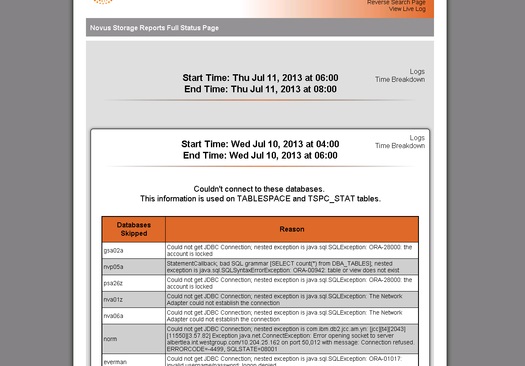 Reverse Search Page
View Live Log
Novus Storage Reports Full Status Page
Logs
Time Breakdown
Start Time: Thu Jul 11, 2013 at 06:00
End Time: Thu Jul 11, 2013 at 08:00
Logs
Time Breakdown
Start Time: Wed Jul 10, 2013 at 04:00
End Time: Wed Jul 10, 2013 at 06:00
Couldn't connect to these databases.
This information is used on TABLESPACE and TSPC_STAT tables.
Databases
Skipped
Reason
gsa02a
Could not get JDBC Connection; nested exception is java.sql.SQLException: ORA-28000: the
account is locked
nvp05a
StatementCallback; bad SQL grammar [SELECT count(*) from DBA_TABLES]; nested
exception is java.sql.SQLSyntaxErrorException: ORA-00942: table or view does not exist
psa26z
Could not get JDBC Connection; nested exception is java.sql.SQLException: ORA-28000: the
account is locked
nva01z
Could not get JDBC Connection; nested exception is java.sql.SQLException: The Network
Adapter could not establish the connection
nva06a
Could not get JDBC Connection; nested exception is java.sql.SQLException: The Network
Adapter could not establish the connection
norm
Could not get JDBC Connection; nested exception is com.ibm.db2.jcc.am.yn: [jcc][t4][2043]
[11550][3.57.82] Exception java.net.ConnectException: Error opening socket to server
albertlea.int.westgroup.com/10.204.25.162 on port 50,012 with message: Connection refused.
ERRORCODE=-4499, SQLSTATE=08001
everman
Could not get JDBC Connection; nested exception is java.sql.SQLException: ORA-01017:
invalid username/password; logon denied